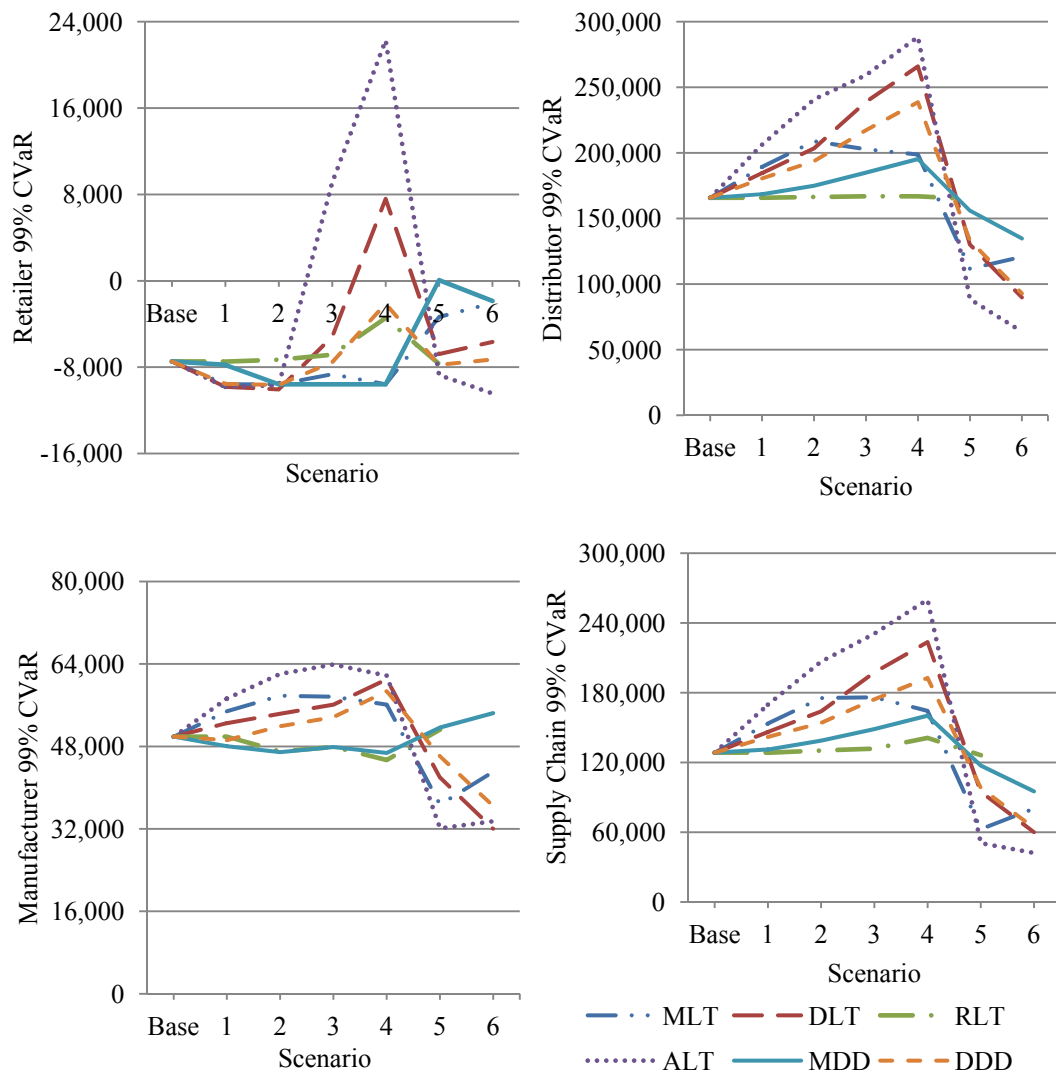 24,000
16,000
8,000
0
-8,000
-16,000
Retailer 99% CVaR
Base 1 2 3 4 5 6
Scenario
300,000
250,000
200,000
150,000
100,000
50,000
0
Distributor 99% CVaR
Base 1 2 3 4 5 6
Scenario
80,000
64,000
48,000
32,000
16,000
0
Manufacturer 99% CVaR
Base 1 2 3 4 5 6
Scenario
300,000
240,000
180,000
120,000
60,000
0
Supply Chain 99% CVaR
Base 1 2 3 4 5 6
Scenario
MLT DLT RLT
ALT MDD DDD